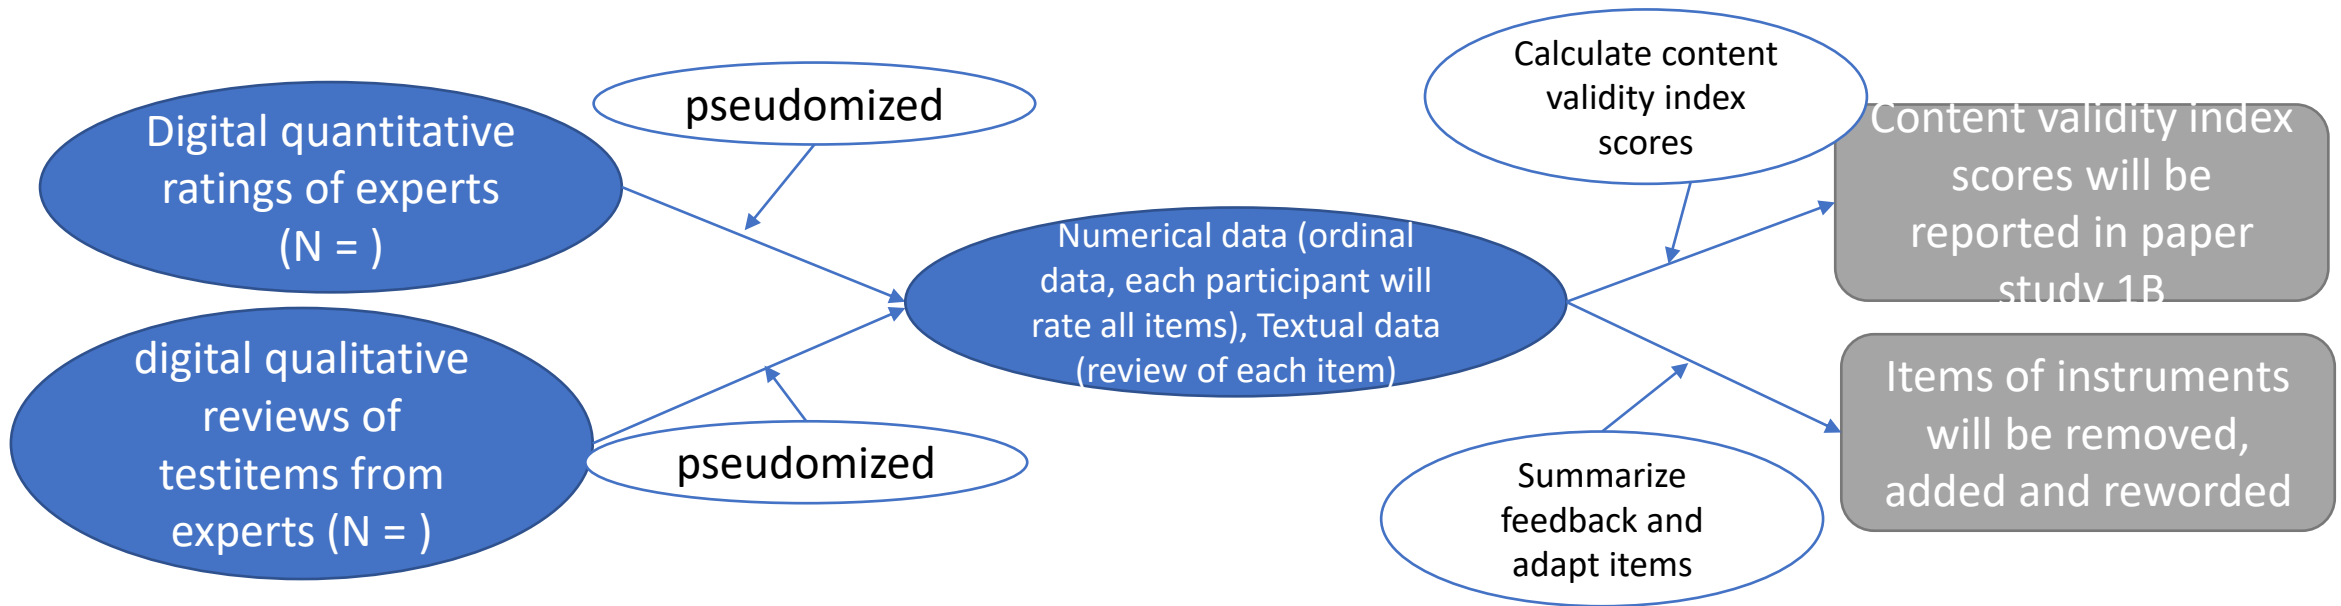 Digital quantitative
ratings of experts
(N = )
pseudomized
digital qualitative
reviews of
testitems from
experts (N = )
pseudomized
Numerical data (ordinal
data, each participant will
rate all items), Textual data
(review of each item)
Calculate content
validity index
scores
Content validity index
scores will be
reported in paper
study 1B
Summarize
feedback and
adapt items
Items of instruments
will be removed,
added and reworded